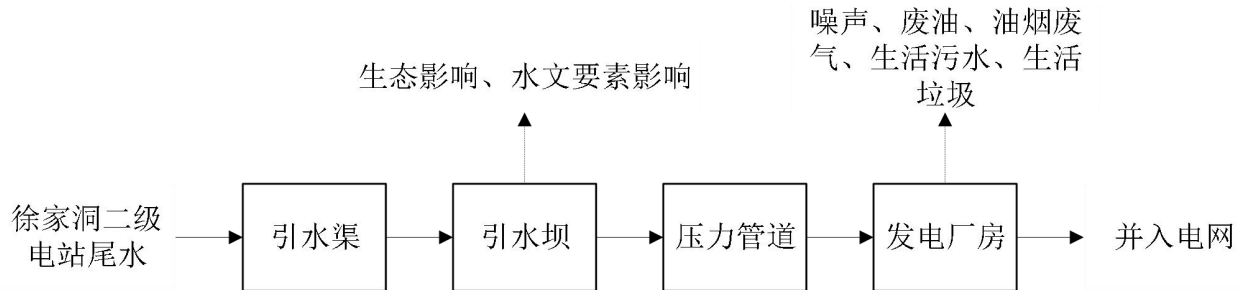 噪声、废油、油烟废
气、生活污水、生活
垃圾
生态影响、水文要素影响
徐家洞二级
电站尾水
引水渠
引水坝
压力管道
发电厂房
并入电网